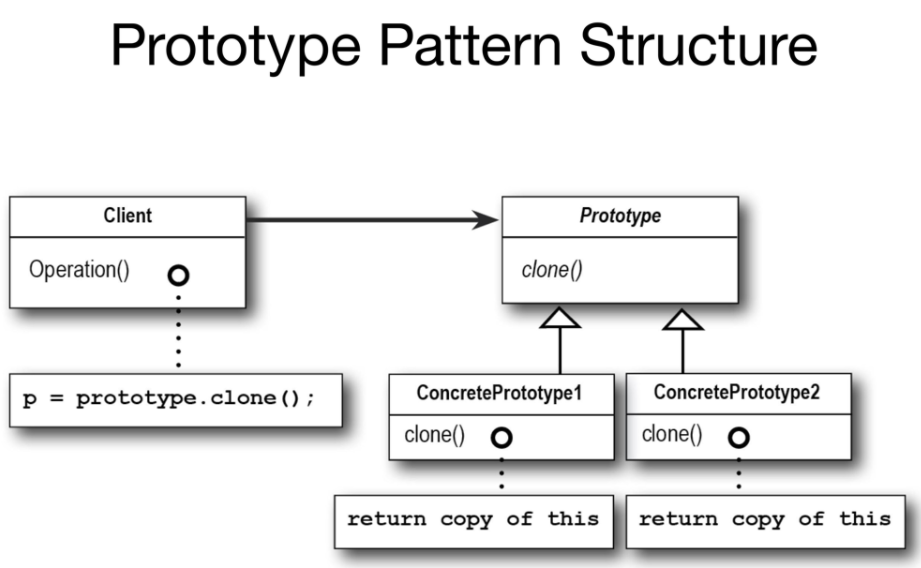 Prototype Pattern Structure
Client
Prototype
Operation()
clone()
p = prototype.clone();
ConcretePrototype1
ConcretePrototype2
clone()
clone()
return copy of this
return copy of this